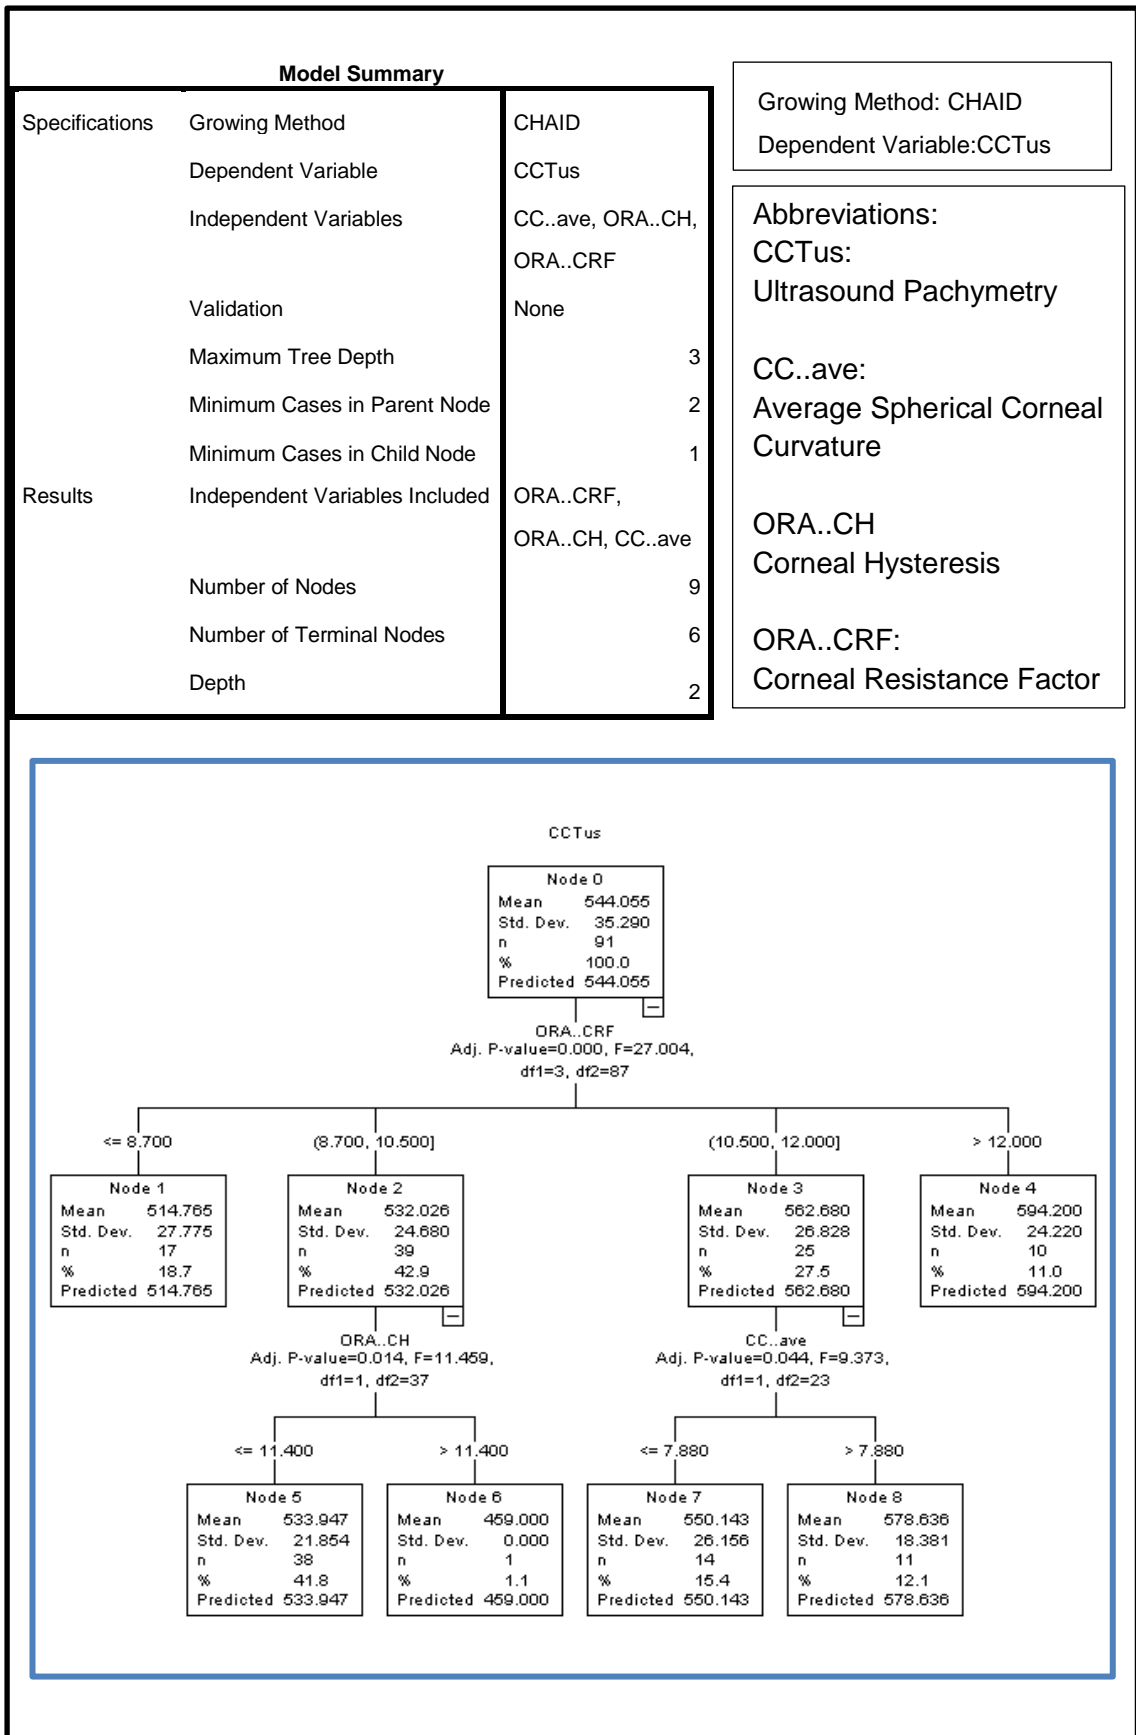 Model Summary
Specifications Growing Method CHAID
Dependent Variable CCTus
Independent Variables CC..ave, ORA..CH,
ORA..CRF
Validation None
Maximum Tree Depth 3
Minimum Cases in Parent Node 2
Minimum Cases in Child Node 1
Results Independent Variables Included ORA..CRF,
ORA..CH, CC..ave
Number of Nodes 9
Number of Terminal Nodes 6
Depth 2
Growing Method: CHAID
Dependent Variable:CCTus
Abbreviations:
CCTus:
Ultrasound Pachymetry
CC..ave:
Average Spherical Corneal
Curvature
ORA..CH
Corneal Hysteresis
ORA..CRF:
Corneal Resistance Factor
CCTus
Node 0
Mean 544.055
Std. Dev. 35.290
n 91
% 100.0
Predicted 544.055
ORA..CRF
Adj. P-value=0.000, F=27.004,
df1=3, df2=87
<= 8.700
(8.700, 10.500]
(10.500, 12.000]
> 12.000
Node 1
Mean 514.765
Std. Dev. 27.775
n 17
% 18.7
Predicted 514.765
Node 2
Mean 532.026
Std. Dev. 24.680
n 39
% 42.9
Predicted 532.026
Node 3
Mean 562.680
Std. Dev. 26.828
n 25
% 27.5
Predicted 562.680
Node 4
Mean 594.200
Std. Dev. 24.220
n 10
% 11.0
Predicted 594.200
ORA..CH
Adj. P-value=0.014, F=11.459,
df1=1, df2=37
CC..ave
Adj. P-value=0.044, F=9.373,
df1=1, df2=23
<= 11.400
> 11.400
<= 7.880
> 7.880
Node 5
Mean 533.947
Std. Dev. 21.854
n 38
% 41.8
Predicted 533.947
Node 6
Mean 459.000
Std. Dev. 0.000
n 1
% 1.1
Predicted 459.000
Node 7
Mean 550.143
Std. Dev. 26.156
n 14
% 15.4
Predicted 550.143
Node 8
Mean 578.636
Std. Dev. 18.381
n 11
% 12.1
Predicted 578.636